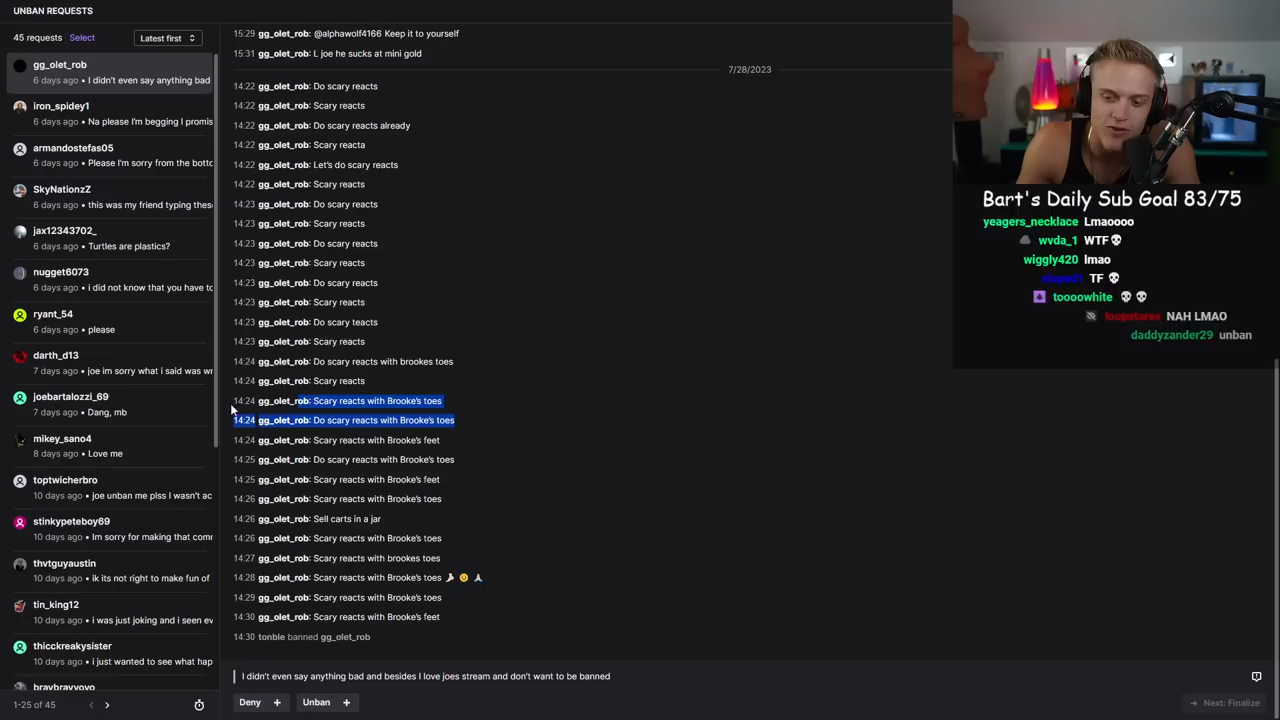 UNBAN REQUESTS
45 requests Select
Latest first
gg_olet_rob
6 days ago • I didn't even say anything bad
iron_spidey1
6 days ago • Na please I'm begging I promis
armandostefas05
6 days ago • Please I'm sorry from the botto
SkyNationzZ
6 days ago • this was my friend typing these
jax12343702_
6 days ago • Turtles are plastics?
nugget6073
6 days ago • i did not know that you have to
ryant_54
6 days ago • please
darth_d13
7 days ago • joe im sorry what i said was wr
joebartalozzi_69
7 days ago • Dang, mb
mikey_sano4
8 days ago • Love me
toptwicherbro
10 days ago • joe unban me plss I wasn't ac
stinkypeteboy69
10 days ago • Im sorry for making that com
thvtguyaustin
10 days ago • ik its not right to make fun of
tin_king12
10 days ago • i was just joking and i seen e
thicckreakysister
10 days ago • i just wanted to see what hap
braybrayyoyo
1-25 of 45
15:29 gg_olet_rob: @alphawolf4166 Keep it to yourself
15:31 gg_olet_rob: L joe he sucks at mini gold
7/28/2023
14:22 gg_olet_rob: Do scary reacts
14:22 gg_olet_rob: Scary reacts
14:22 gg_olet_rob: Do scary reacts already
14:22 gg_olet_rob: Scary reacta
14:22 gg_olet_rob: Let's do scary reacts
14:22 gg_olet_rob: Scary reacts
14:23 gg_olet_rob: Do scary reacts
14:23 gg_olet_rob: Scary reacts
14:23 gg_olet_rob: Do scary reacts
14:23 gg_olet_rob: Scary reacts
14:23 gg_olet_rob: Do scary reacts
14:23 gg_olet_rob: Scary reacts
14:23 gg_olet_rob: Do scary teacts
14:23 gg_olet_rob: Scary reacts
14:24 gg_olet_rob: Do scary reacts with brookes toes
14:24 gg_olet_rob: Scary reacts
14:24 gg_olet_rob: Scary reacts with Brooke's toes
14:24 gg_olet_rob: Do scary reacts with Brooke's toes
14:24 gg_olet_rob: Scary reacts with Brooke's feet
14:25 gg_olet_rob: Do scary reacts with Brooke's toes
14:25 gg_olet_rob: Scary reacts with Brooke's feet
14:26 gg_olet_rob: Scary reacts with Brooke's toes
14:26 gg_olet_rob: Sell carts in a jar
14:26 gg_olet_rob: Scary reacts with Brooke's toes
14:27 gg_olet_rob: Scary reacts with brookes toes
14:28 gg_olet_rob: Scary reacts with Brooke's toes
14:29 gg_olet_rob: Scary reacts with Brooke's toes
14:30 gg_olet_rob: Scary reacts with Brooke's feet
14:30 tonble banned gg_olet_rob
I didn't even say anything bad and besides I love joes stream and don't want to be banned
Deny + Unban +
Next: Finalize
Bart's Daily Sub Goal 83/75
yeagers_necklace Lmaoooo
wvda_1 WTF💀
wiggly420 lmao
TF 💀
toooowhite 💀 💀
NAH LMAO
daddyzander29 unban